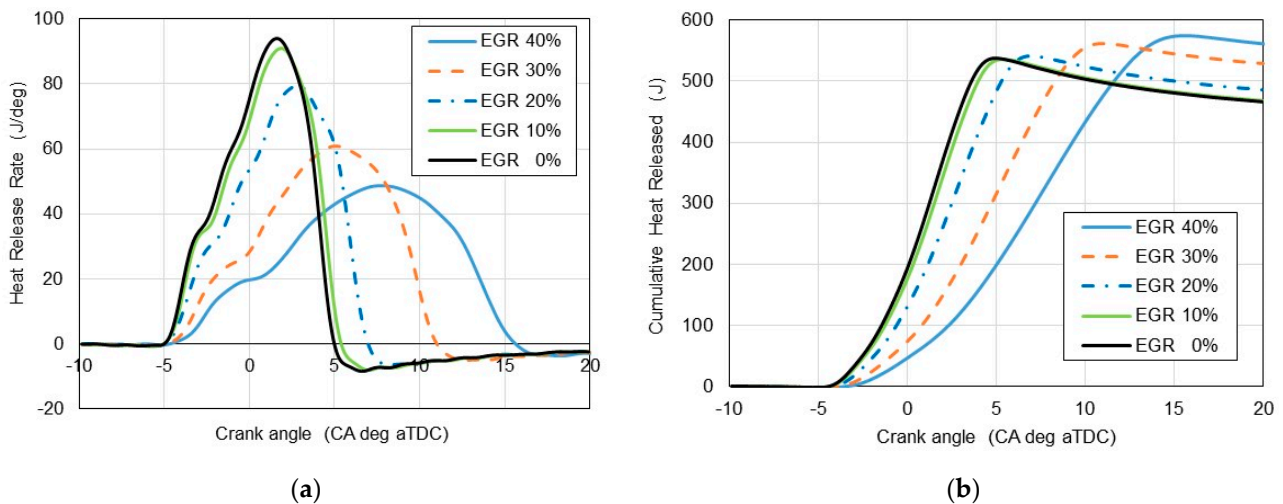 100
80
60
40
20
0
-20
-10
-5
0
5
10
15
20
Heat Release Rate (J/deg)
Crank angle (CA deg aTDC)
EGR 40%
EGR 30%
EGR 20%
EGR 10%
EGR 0%
(a)
600
500
400
300
200
100
0
-10
-5
0
5
10
15
20
Cumulative Heat Released (J)
Crank angle (CA deg aTDC)
EGR 40%
EGR 30%
EGR 20%
EGR 10%
EGR 0%
(b)